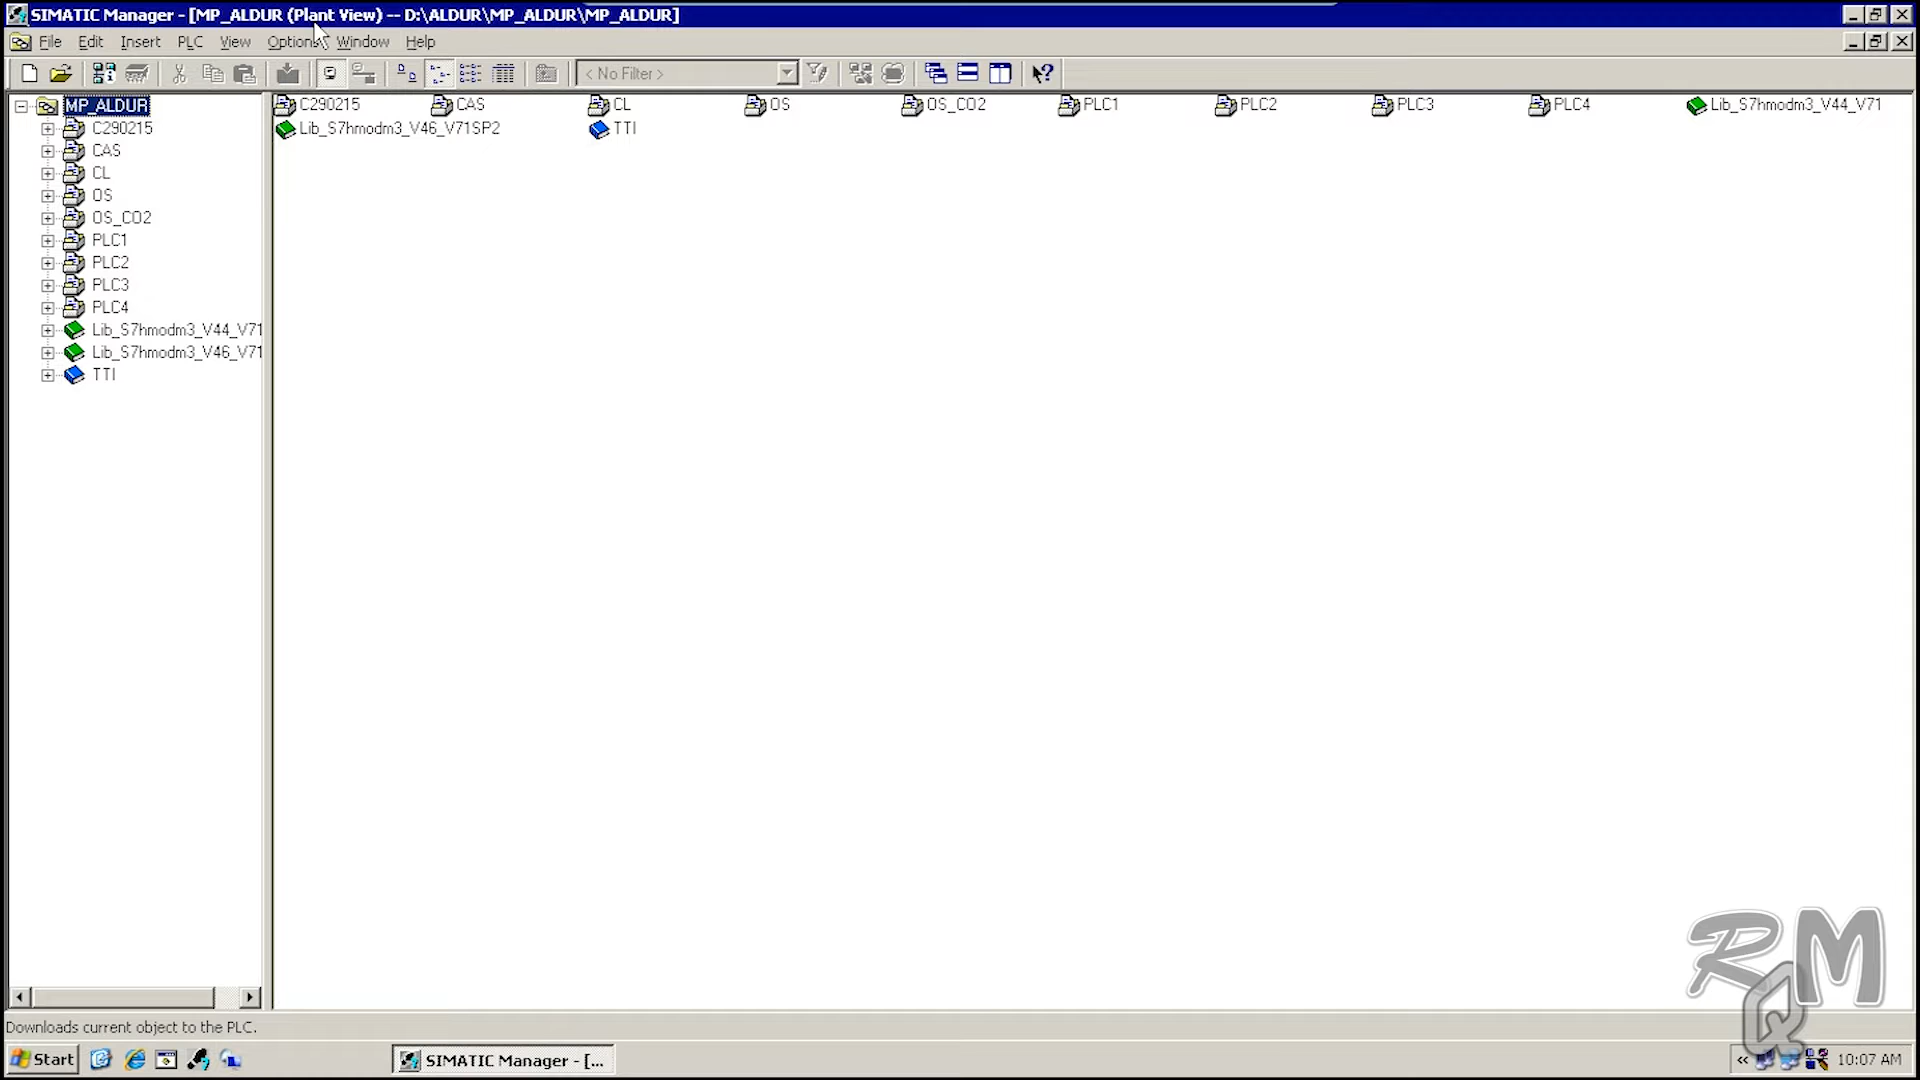 SIMATIC Manager - [MP_ALDUR (Plant View) -- D:\ALDUR\MP_ALDUR\MP_ALDUR]
File Edit Insert PLC View Options Window Help
< No Filter >
MP_ALDUR
C290215
CAS
CL
OS
OS_CO2
PLC1
PLC2
PLC3
PLC4
Lib_S7hmodm3_V44_V71
Lib_S7hmodm3_V46_V71
TTI
C290215 CAS CL OS OS_CO2 PLC1 PLC2 PLC3 PLC4 Lib_S7hmodm3_V44_V71
Lib_S7hmodm3_V46_V71SP2 TTI
RQM
Downloads current object to the PLC.
Start SIMATIC Manager - [... « 10:07 AM